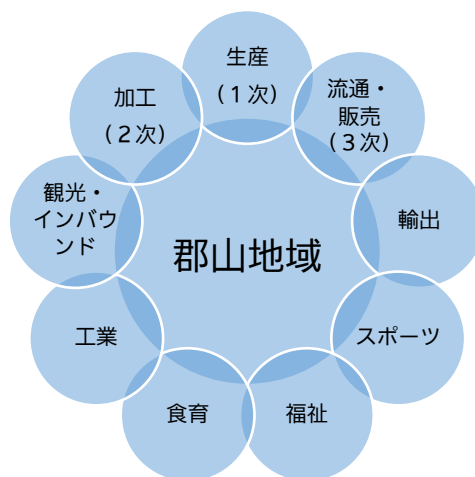 生産
（１次）
流通・
販売
（３次）
輸出
スポーツ
福祉
食育
工業
観光・
インバウ
ンド
加工
（２次）
郡山地域